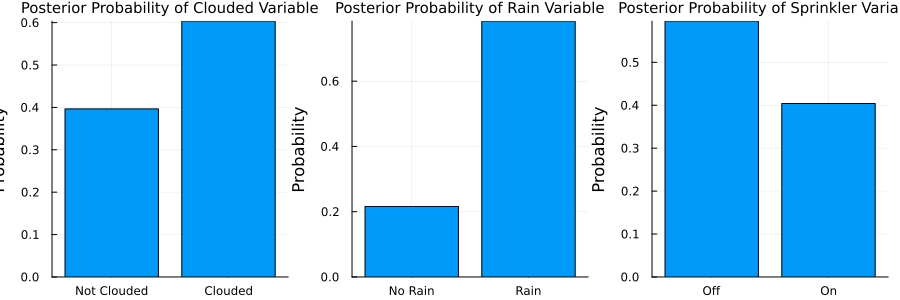 Posterior Probability of Clouded Variable
0.6
0.5
0.4
0.3
0.2
0.1
0.0
Not Clouded Clouded
Posterior Probability of Rain Variable
Probability
0.6
0.4
0.2
0.0
No Rain Rain
Posterior Probability of Sprinkler Varia
Probability
0.5
0.4
0.3
0.2
0.1
0.0
Off On